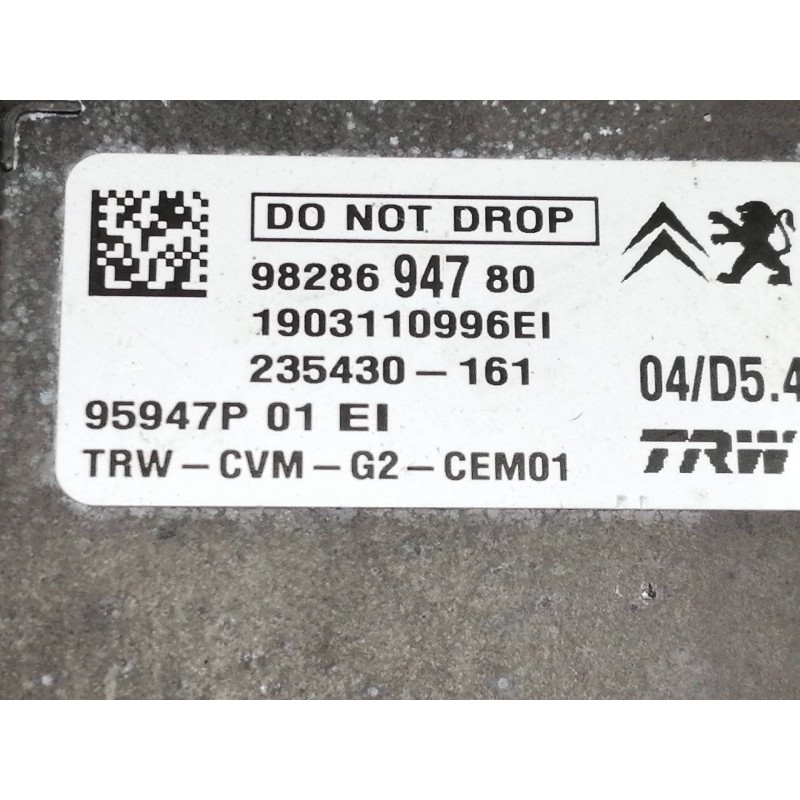 DO NOT DROP
98286 947 80
1903110996EI
235430-161
04/D5.4
95947P 01 EI
TRW-CVM-G2-CEM01
TRW